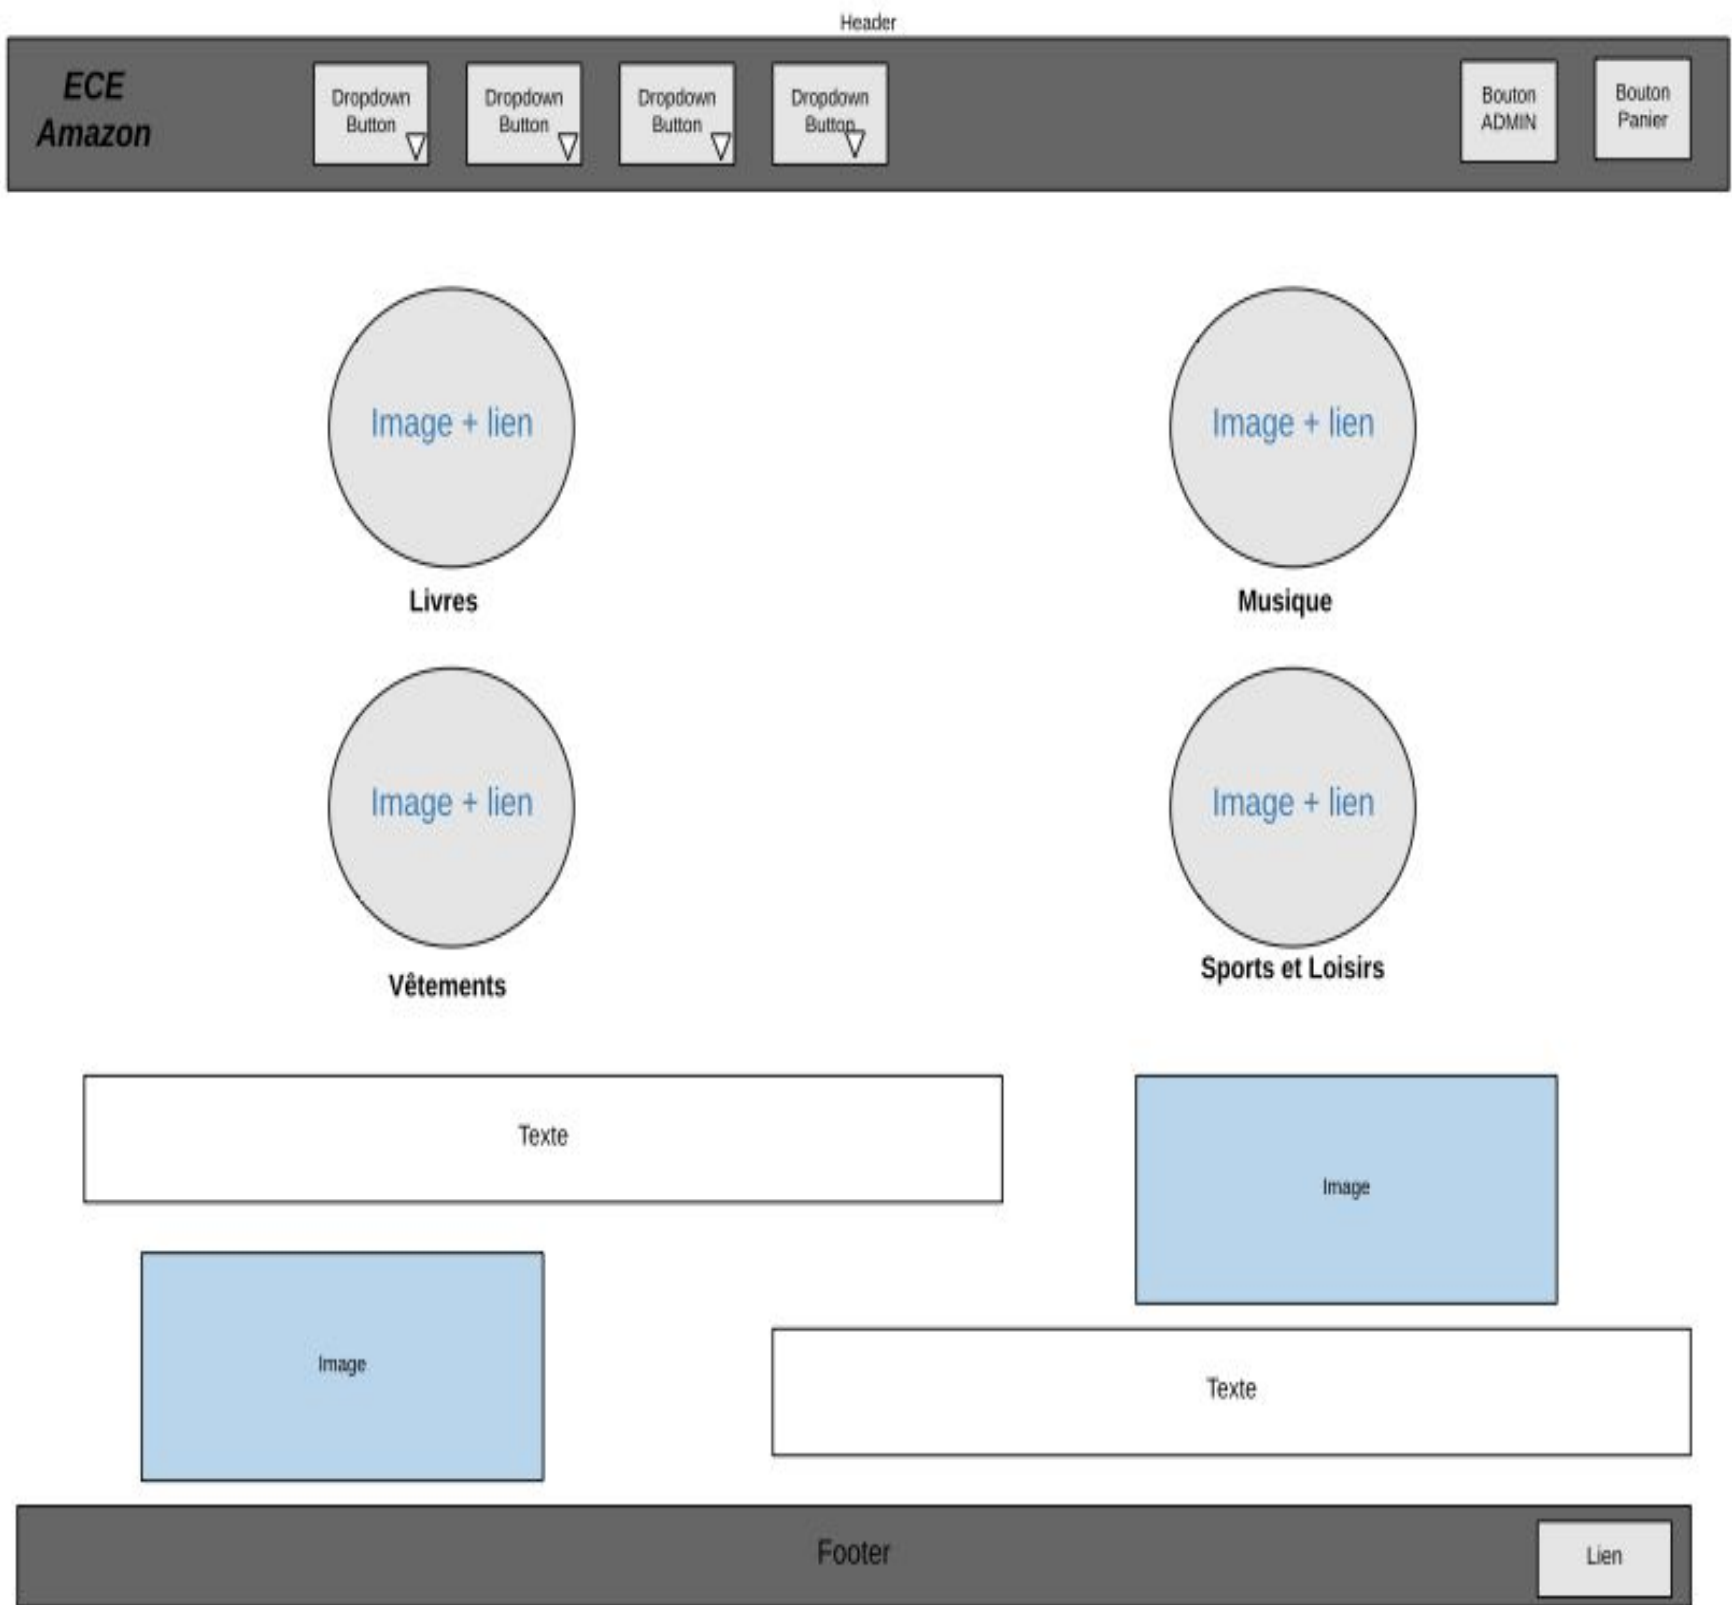 Header
ECE
Amazon
Dropdown
Button
Dropdown
Button
Dropdown
Button
Dropdown
Button
Bouton
ADMIN
Bouton
Panier
Image + lien
Image + lien
Livres
Musique
Image + lien
Image + lien
Vêtements
Sports et Loisirs
Texte
Image
Image
Texte
Footer
Lien